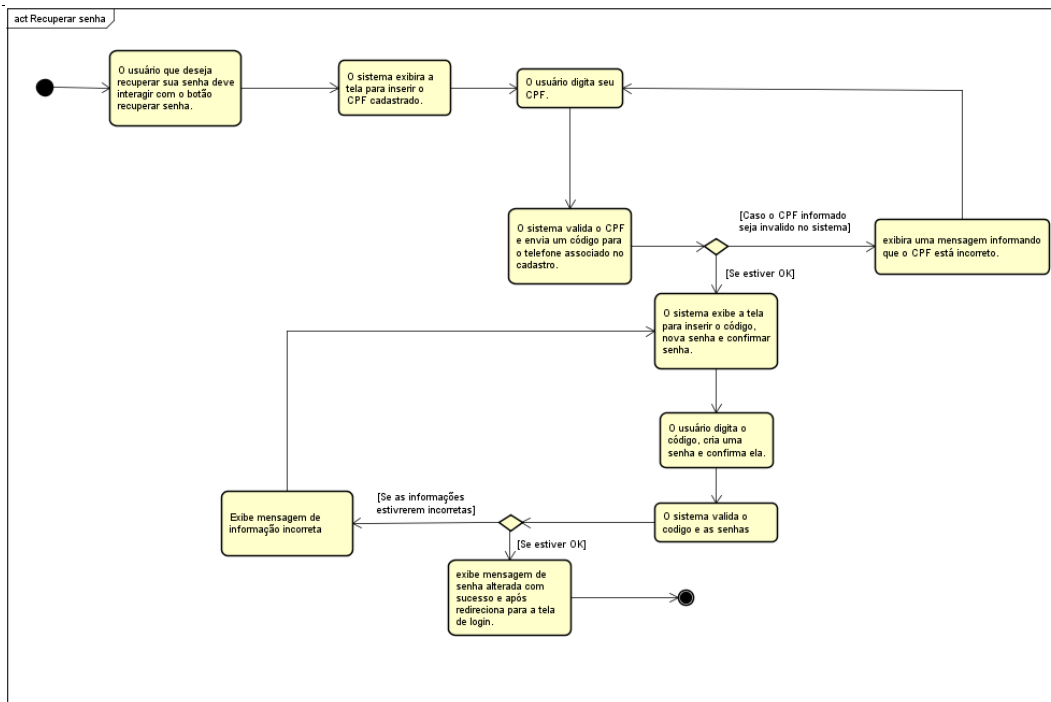 act Recuperar senha
O usuário que deseja
recuperar sua senha deve
interagir com o botão
recuperar senha.
O sistema exibira a
tela para inserir o
CPF cadastrado.
O usuário digita seu
CPF.
O sistema valida o CPF
e envia um código para
o telefone associado no
cadastro.
[Caso o CPF informado
seja invalido no sistema]
exibira uma mensagem informando
que o CPF está incorreto.
[Se estiver OK]
O sistema exibe a tela
para inserir o código,
nova senha e confirmar
senha.
O usuário digita o
código, cria uma
senha e confirma ela.
O sistema valida o
codigo e as senhas
[Se as informações
estivrerem incorretas]
Exibe mensagem de
informação incorreta
[Se estiver OK]
exibe mensagem de
senha alterada com
sucesso e após
redireciona para a tela
de login.